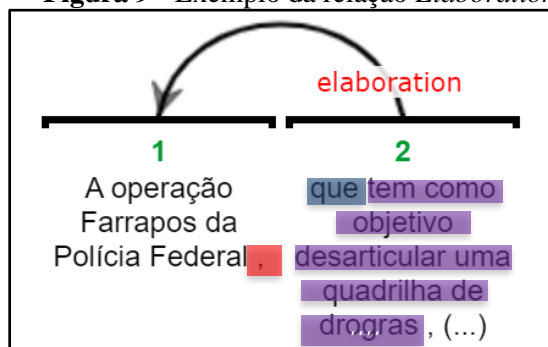 Figura 9 - Exemplo da relação Elaboration
elaboration
1
A operação
Farrapos da
Polícia Federal ,
2
que tem como
objetivo
desarticular uma
quadrilha de
drogras , (...)